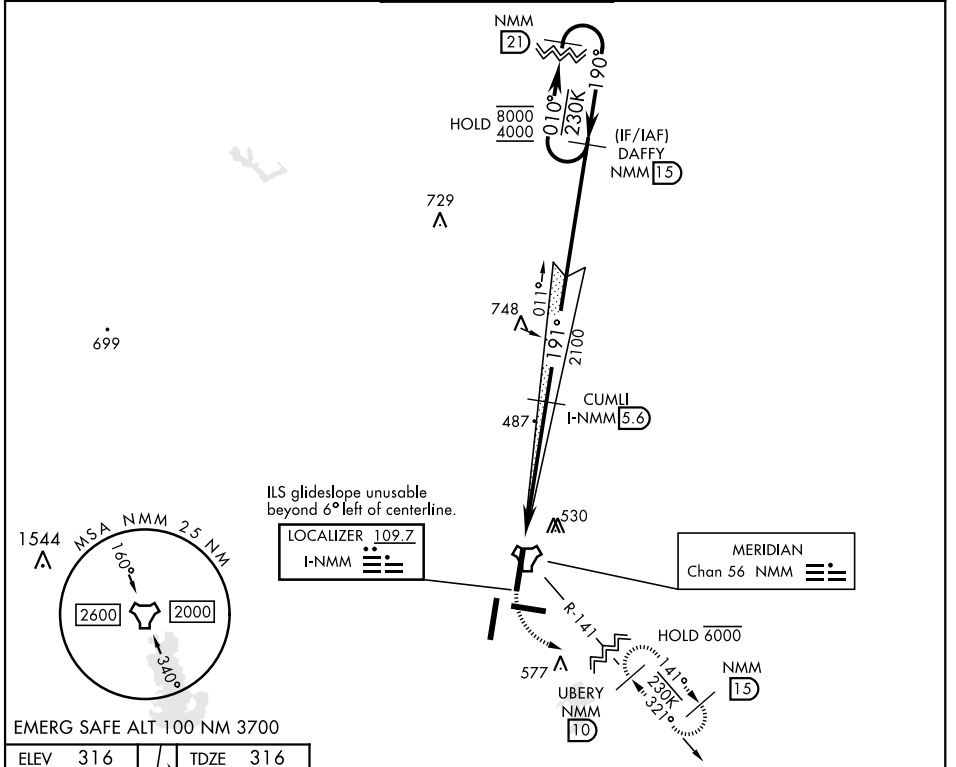 NMM
21
190°
010°
230K
HOLD 8000
4000
(IF/IAF)
DAFFY
NMM 15
729
011°
748
191°
2100
699
CUMLI
I-NMM 5.6
487
ILS glideslope unusable
beyond 6° left of centerline.
LOCALIZER 109.7
I-NMM
530
MERIDIAN
Chan 56 NMM
1544
MSA NMM 25 NM
160°
2600
2000
340°
R-141
HOLD 6000
577
141°
230K
321°
NMM
15
UBERY
NMM
10
EMERG SAFE ALT 100 NM 3700
ELEV 316
TDZE 316